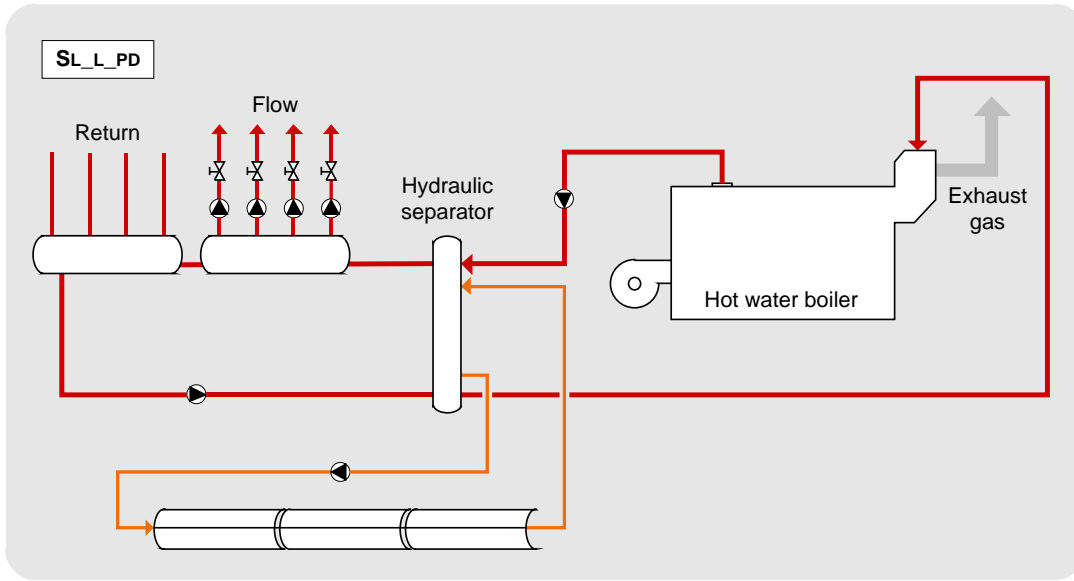 SL_L_PD
Flow
Return
Hydraulic
separator
Exhaust
gas
Hot water boiler